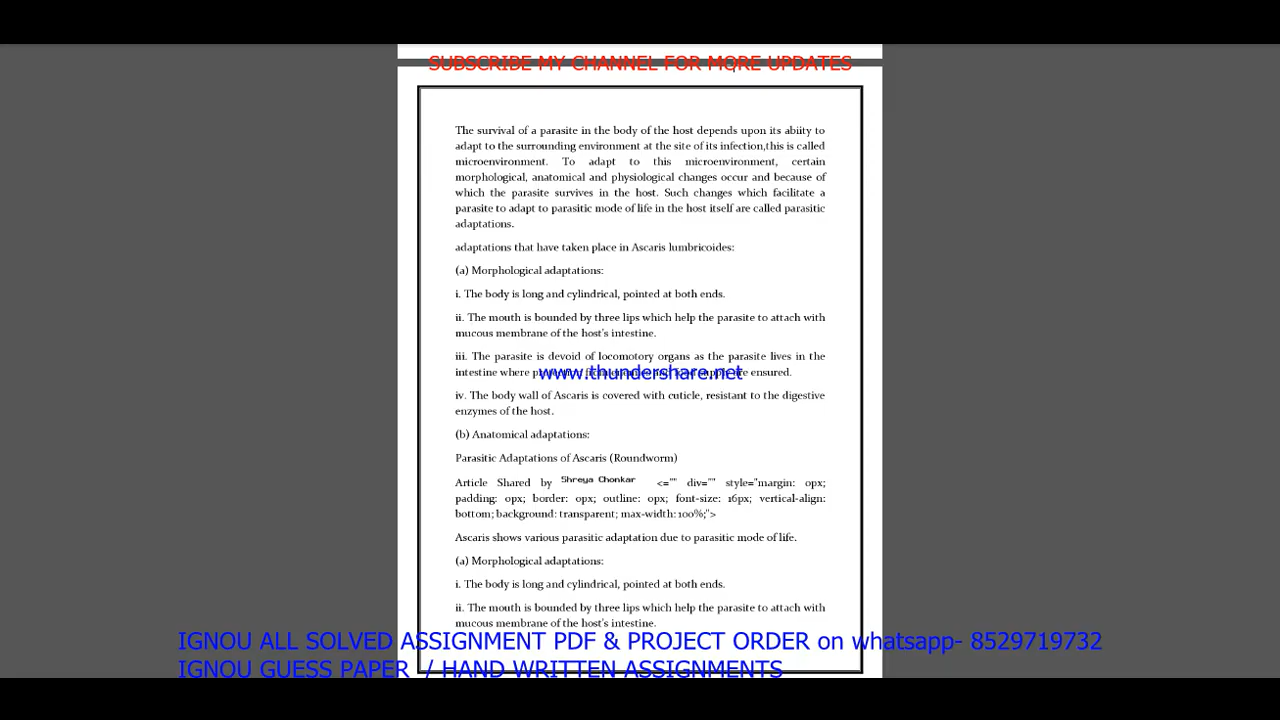 SUBSCRIBE MY CHANNEL FOR MORE UPDATES
The survival of a parasite in the body of the host depends upon its abiity to
adapt to the surrounding environment at the site of its infection,this is called
microenvironment. To adapt to this microenvironment, certain
morphological, anatomical and physiological changes occur and because of
which the parasite survives in the host. Such changes which facilitate a
parasite to adapt to parasitic mode of life in the host itself are called parasitic
adaptations.
adaptations that have taken place in Ascaris lumbricoides:
(a) Morphological adaptations:
i. The body is long and cylindrical, pointed at both ends.
ii. The mouth is bounded by three lips which help the parasite to attach with
mucous membrane of the host's intestine.
iii. The parasite is devoid of locomotory organs as the parasite lives in the
intestine where are ensured.
www.thundershare.net
iv. The body wall of Ascaris is covered with cuticle, resistant to the digestive
enzymes of the host.
(b) Anatomical adaptations:
Parasitic Adaptations of Ascaris (Roundworm)
Article Shared by Shreya Chonkar <="" div="" style="margin: 0px;
padding: 0px; border: 0px; outline: 0px; font-size: 16px; vertical-align:
bottom; background: transparent; max-width: 100%;">
Ascaris shows various parasitic adaptation due to parasitic mode of life.
(a) Morphological adaptations:
i. The body is long and cylindrical, pointed at both ends.
ii. The mouth is bounded by three lips which help the parasite to attach with
mucous membrane of the host's intestine.
IGNOU ALL SOLVED ASSIGNMENT PDF & PROJECT ORDER on whatsapp- 8529719732
IGNOU GUESS PAPER / HAND WRITTEN ASSIGNMENTS